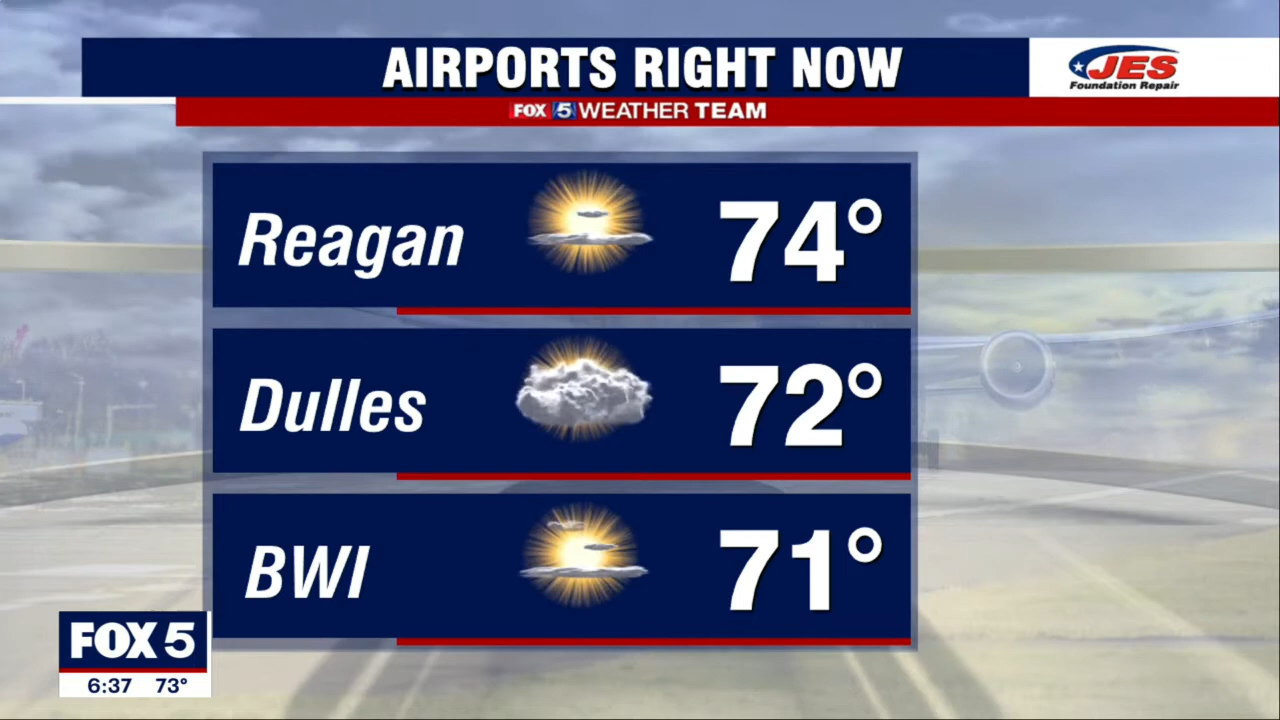 AIRPORTS RIGHT NOW
JES
Foundation Repair
FOX 5 WEATHER TEAM
Reagan 74°
Dulles 72°
BWI 71°
FOX 5
6:37 73°